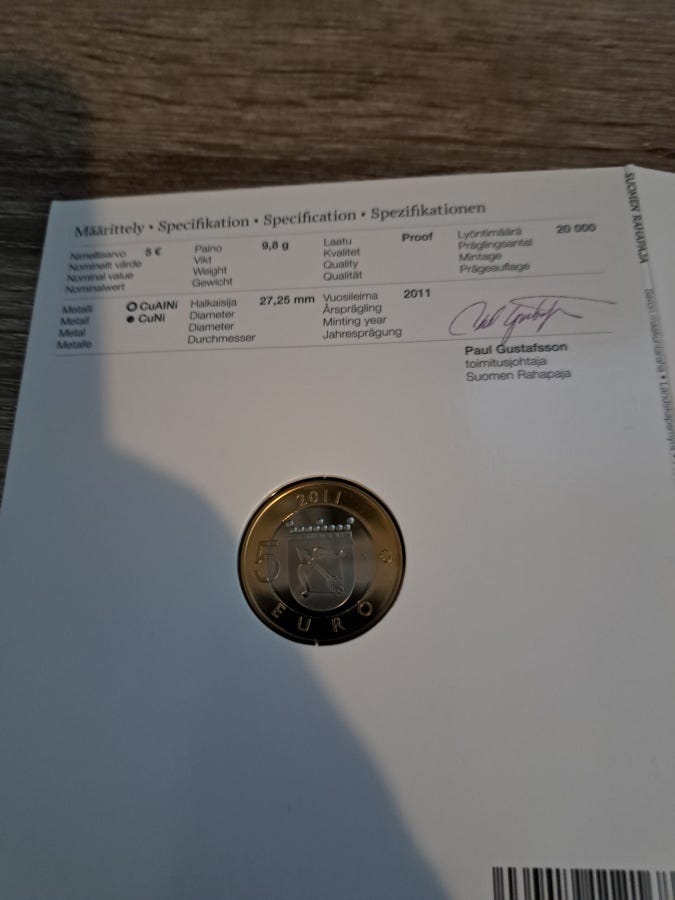 Määrittely • Specifikation • Specification • Spezifikationen
Nimellisarvo 5 € Paino 9,8 g Laatu Proof Lyöntimäärä 20 000
Nominellt värde Vikt Kvalitet Präglingsantal
Nominal value Weight Quality Mintage
Nominalwert Gewicht Qualität Prägeauflage
Metalli CuAlNi Halkaisija 27,25 mm Vuosileima 2011
Metall CuNi Diameter Årsprägling
Metal Diameter Minting year
Metalle Durchmesser Jahresprägung
Paul Gustafsson
toimitusjohtaja
Suomen Rahapaja
SUOMEN RAHAPAJA
2011
5
EURO